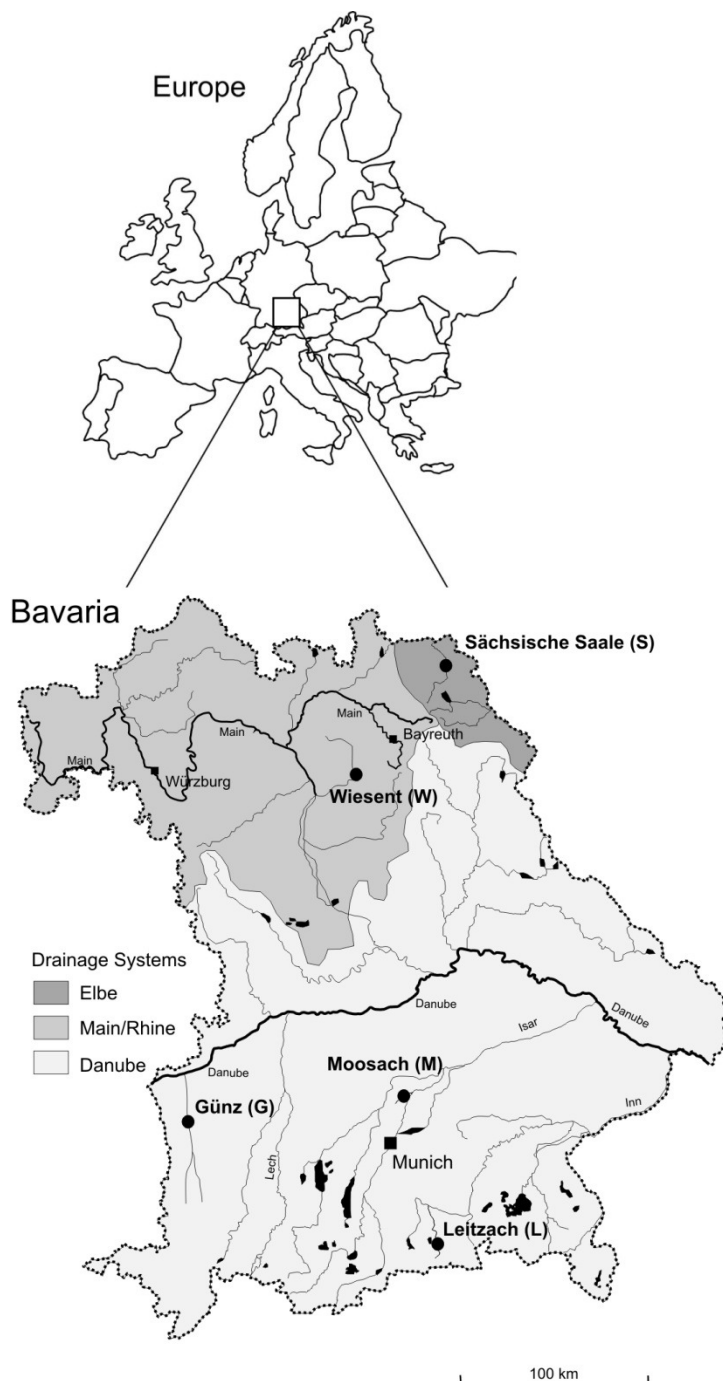 Europe
Bavaria
Sächsische Saale (S)
Main
Bayreuth
Main
Main
Würzburg
Wiesent (W)
Drainage Systems
Elbe
Main/Rhine
Danube
Danube
Danube
Isar
Danube
Moosach (M)
Günz (G)
Inn
Lech
Munich
Leitzach (L)
100 km